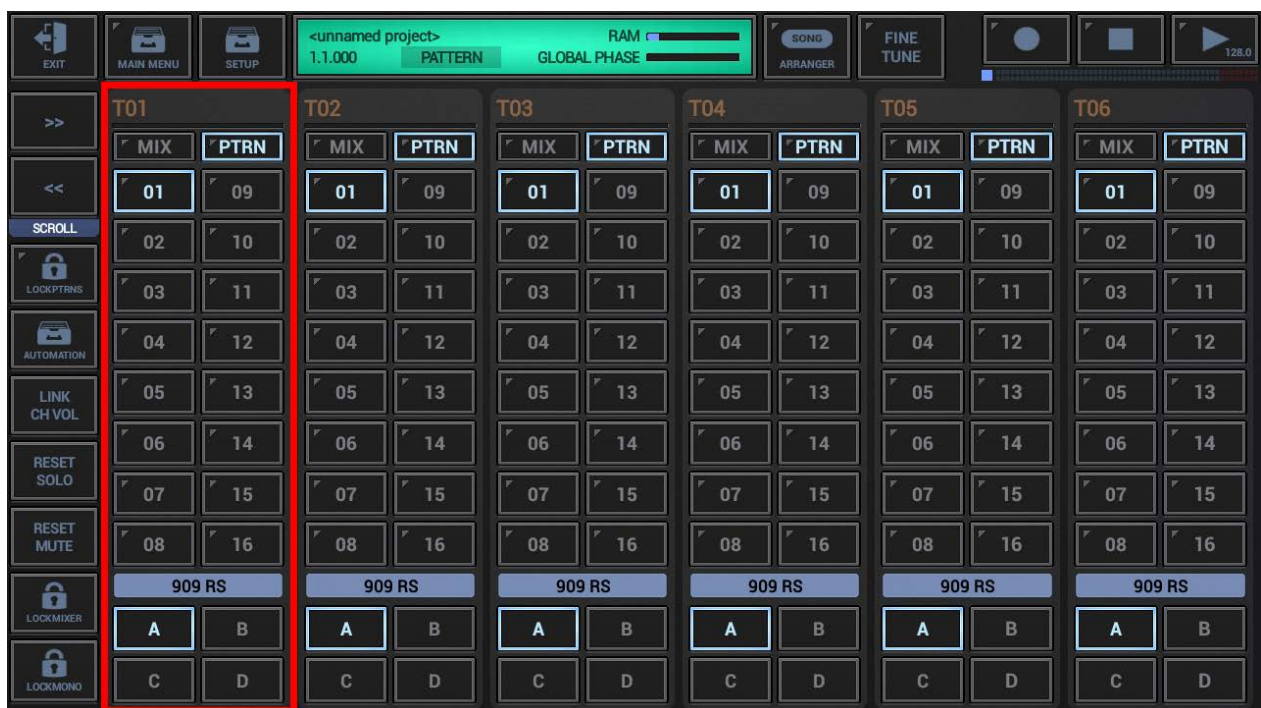 <unnamed project> RAM
1.1.000 PATTERN GLOBAL PHASE
EXIT
MAIN MENU
SETUP
SONG
ARRANGER
FINE
TUNE
128.0
>>
<<
SCROLL
LOCKPTRNS
AUTOMATION
LINK
CH VOL
RESET
SOLO
RESET
MUTE
LOCKMIXER
LOCKMONO
T01
MIX PTRN
01 09
02 10
03 11
04 12
05 13
06 14
07 15
08 16
909 RS
A B
C D
T02
MIX PTRN
01 09
02 10
03 11
04 12
05 13
06 14
07 15
08 16
909 RS
A B
C D
T03
MIX PTRN
01 09
02 10
03 11
04 12
05 13
06 14
07 15
08 16
909 RS
A B
C D
T04
MIX PTRN
01 09
02 10
03 11
04 12
05 13
06 14
07 15
08 16
909 RS
A B
C D
T05
MIX PTRN
01 09
02 10
03 11
04 12
05 13
06 14
07 15
08 16
909 RS
A B
C D
T06
MIX PTRN
01 09
02 10
03 11
04 12
05 13
06 14
07 15
08 16
909 RS
A B
C D